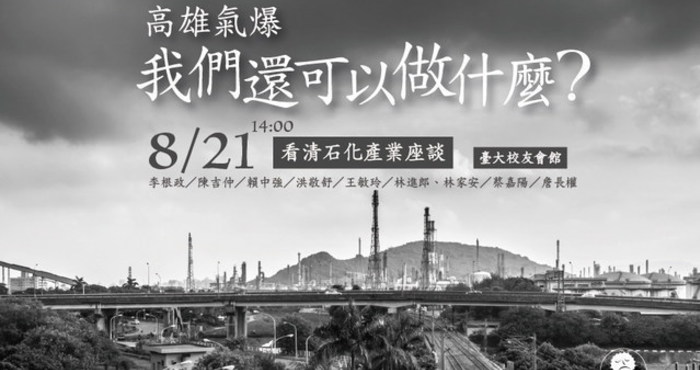 高雄氣爆
我們還可以做什麼?
8/21 14:00 看清石化產業座談 臺大校友會館
李根政／陳吉仲／賴中強／洪敬舒／王敏玲／林進郎、林家安／蔡嘉陽／詹長權